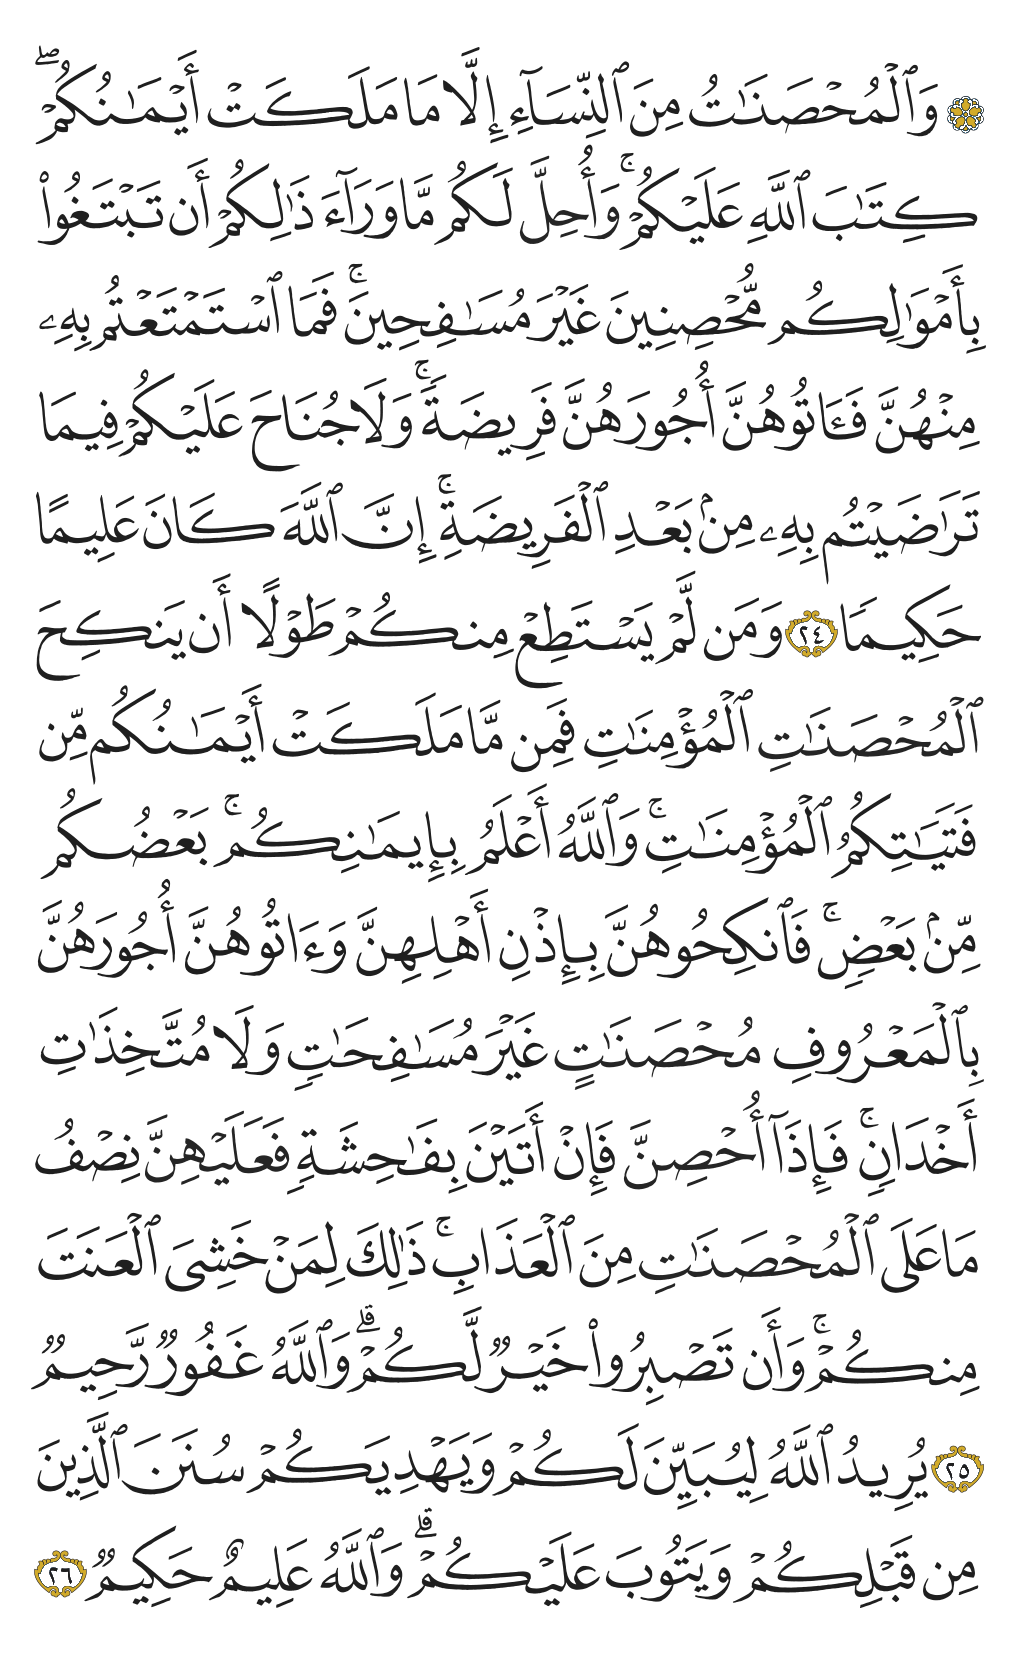 ۞ وَٱلْمُحْصَنَٰتُ مِنَ ٱلنِّسَآءِ إِلَّا مَا مَلَكَتْ أَيْمَٰنُكُمْ ۖ
كِتَٰبَ ٱللَّهِ عَلَيْكُمْ ۚ وَأُحِلَّ لَكُم مَّا وَرَآءَ ذَٰلِكُمْ أَن تَبْتَغُوا۟
بِأَمْوَٰلِكُم مُّحْصِنِينَ غَيْرَ مُسَٰفِحِينَ ۚ فَمَا ٱسْتَمْتَعْتُم بِهِۦ
مِنْهُنَّ فَـَٔاتُوهُنَّ أُجُورَهُنَّ فَرِيضَةً ۚ وَلَا جُنَاحَ عَلَيْكُمْ فِيمَا
تَرَٰضَيْتُم بِهِۦ مِنۢ بَعْدِ ٱلْفَرِيضَةِ ۚ إِنَّ ٱللَّهَ كَانَ عَلِيمًا
حَكِيمًا ٢٤ وَمَن لَّمْ يَسْتَطِعْ مِنكُمْ طَوْلًا أَن يَنكِحَ
ٱلْمُحْصَنَٰتِ ٱلْمُؤْمِنَٰتِ فَمِن مَّا مَلَكَتْ أَيْمَٰنُكُم مِّن
فَتَيَٰتِكُمُ ٱلْمُؤْمِنَٰتِ ۚ وَٱللَّهُ أَعْلَمُ بِإِيمَٰنِكُم ۚ بَعْضُكُم
مِّنۢ بَعْضٍ ۚ فَٱنكِحُوهُنَّ بِإِذْنِ أَهْلِهِنَّ وَءَاتُوهُنَّ أُجُورَهُنَّ
بِٱلْمَعْرُوفِ مُحْصَنَٰتٍ غَيْرَ مُسَٰفِحَٰتٍ وَلَا مُتَّخِذَٰتِ
أَخْدَانٍ ۚ فَإِذَآ أُحْصِنَّ فَإِنْ أَتَيْنَ بِفَٰحِشَةٍ فَعَلَيْهِنَّ نِصْفُ
مَا عَلَى ٱلْمُحْصَنَٰتِ مِنَ ٱلْعَذَابِ ۚ ذَٰلِكَ لِمَنْ خَشِىَ ٱلْعَنَتَ
مِنكُمْ ۚ وَأَن تَصْبِرُوا۟ خَيْرٌ لَّكُمْ ۗ وَٱللَّهُ غَفُورٌ رَّحِيمٌ
٢٥ يُرِيدُ ٱللَّهُ لِيُبَيِّنَ لَكُمْ وَيَهْدِيَكُمْ سُنَنَ ٱلَّذِينَ
مِن قَبْلِكُمْ وَيَتُوبَ عَلَيْكُمْ ۗ وَٱللَّهُ عَلِيمٌ حَكِيمٌ ٢٦